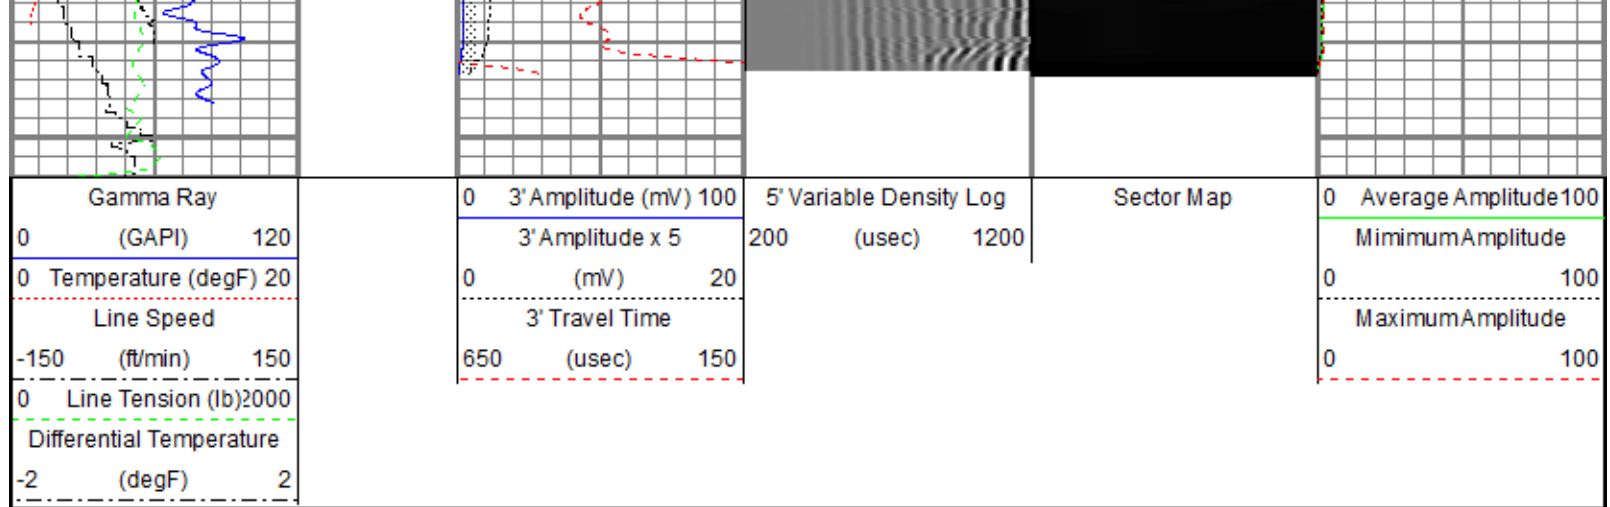 Gamma Ray
0 (GAPI) 120
0 Temperature (degF) 20
Line Speed
-150 (ft/min) 150
0 Line Tension (lb) 2000
Differential Temperature
-2 (degF) 2
0 3' Amplitude (mV) 100
3' Amplitude x 5
0 (mV) 20
3' Travel Time
650 (usec) 150
5' Variable Density Log
200 (usec) 1200
Sector Map
0 Average Amplitude 100
Mimimum Amplitude
0 100
Maximum Amplitude
0 100